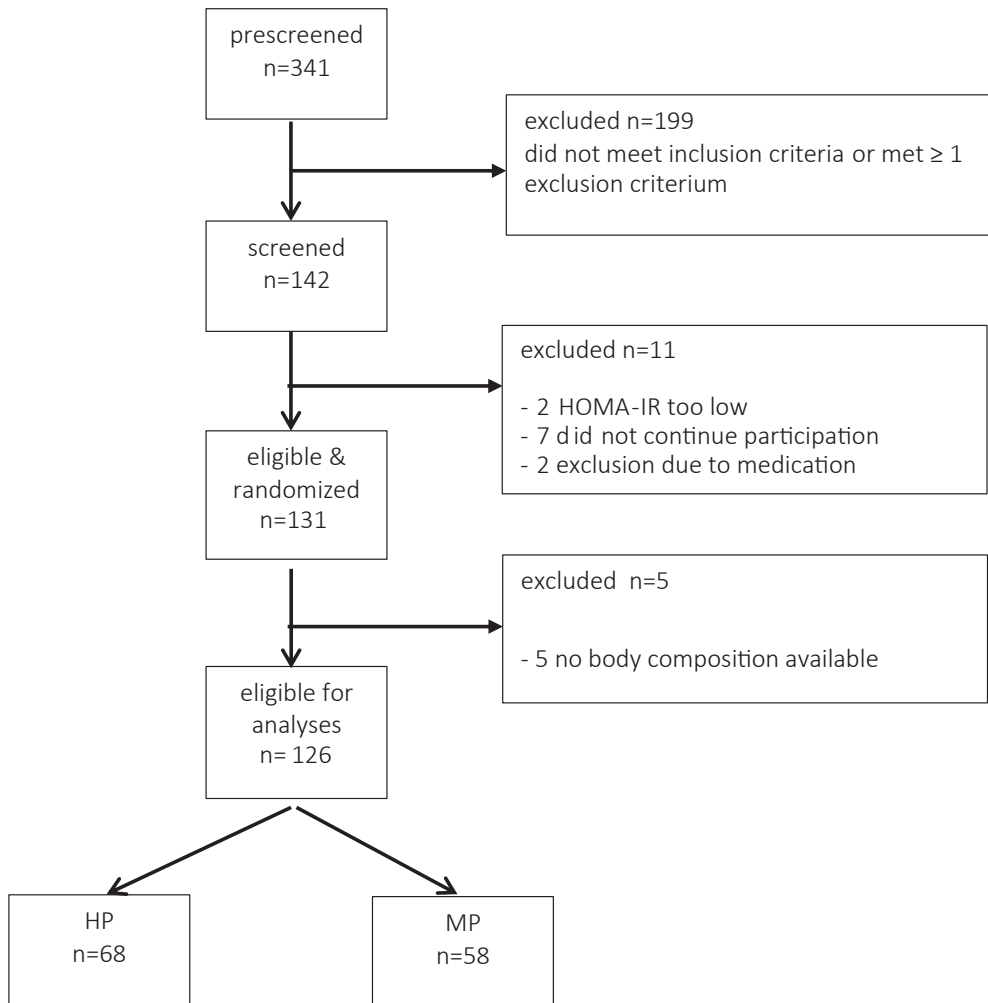 prescreened
n=341
excluded n=199
did not meet inclusion criteria or met ≥ 1
exclusion criterium
screened
n=142
excluded n=11
- 2 HOMA-IR too low
- 7 did not continue participation
- 2 exclusion due to medication
eligible &
randomized
n=131
excluded n=5
- 5 no body composition available
eligible for
analyses
n= 126
HP
n=68
MP
n=58